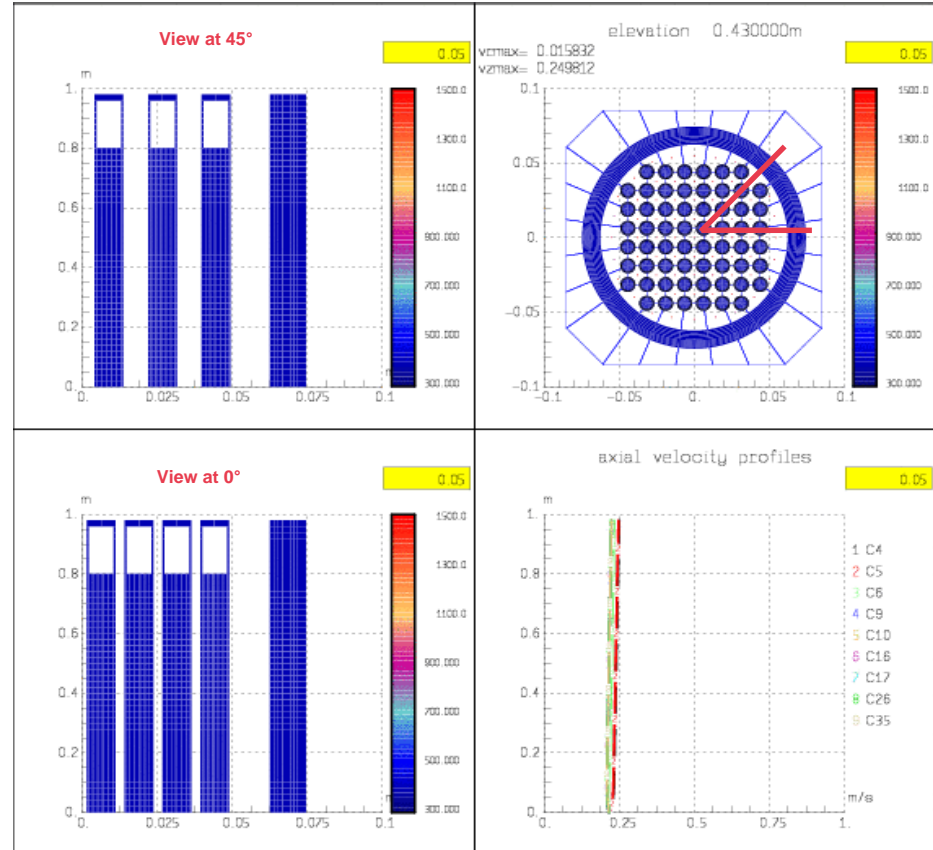 View at 45°
0.05
m
1.
0.8
0.6
0.4
0.2
0.
0. 0.025 0.05 0.075 0.1
1500.0
1300.0
1100.0
900.000
700.000
500.000
300.000
elevation 0.430000m
vcmax= 0.015832
vzmax= 0.249812
0.05
0.1
0.05
0.
-0.05
-0.1
-0.1 -0.05 0. 0.05 0.1
1500.0
1300.0
1100.0
900.000
700.000
500.000
300.000
View at 0°
0.05
m
1.
0.8
0.6
0.4
0.2
0.
0. 0.025 0.05 0.075 0.1
1500.0
1300.0
1100.0
900.000
700.000
500.000
300.000
axial velocity profiles
0.05
m
1.
0.8
0.6
0.4
0.2
0.
0. 0.25 0.5 0.75 1.
m/s
1 C4
2 C5
3 C6
4 C9
5 C10
6 C16
7 C17
8 C26
9 C35